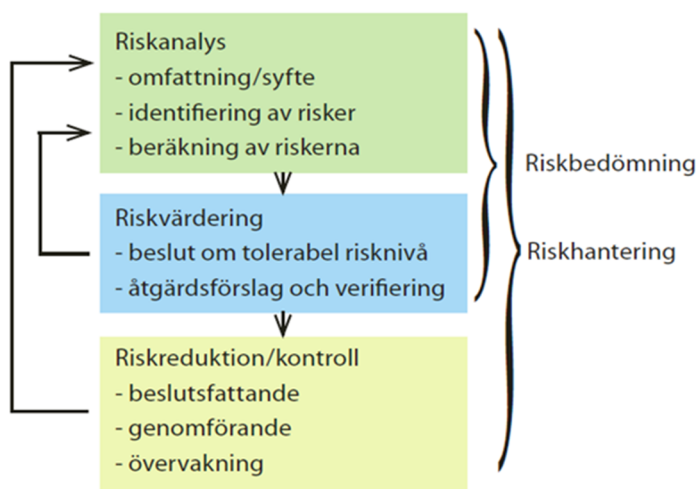 Riskanalys
- omfattning/syfte
- identifiering av risker
- beräkning av riskerna
Riskvärdering
- beslut om tolerabel risknivå
- åtgärdsförslag och verifiering
Riskreduktion/kontroll
- beslutsfattande
- genomförande
- övervakning
Riskbedömning
Riskhantering